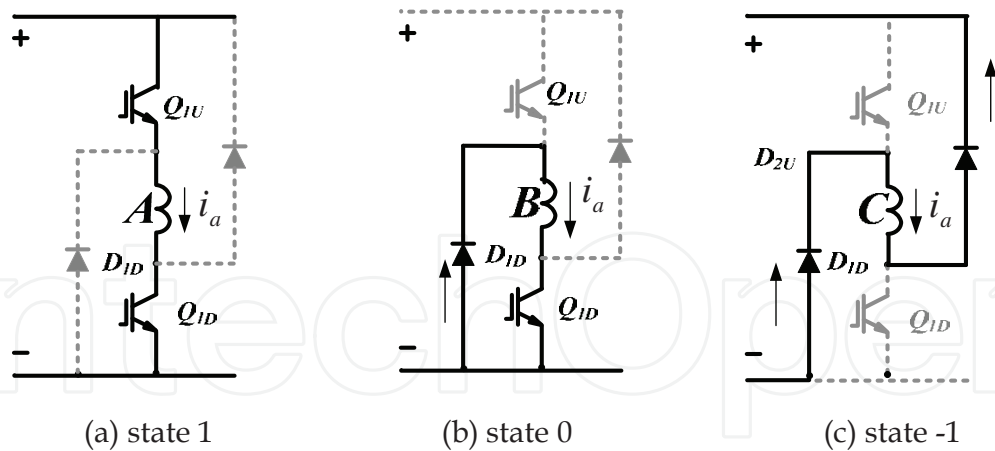 +
Q1U
A
ia
D1D
Q1D
−
(a) state 1
+
Q1U
B
ia
D1D
Q1D
−
(b) state 0
+
Q1U
D2U
C
ia
D1D
Q1D
−
(c) state -1
ntechOpen